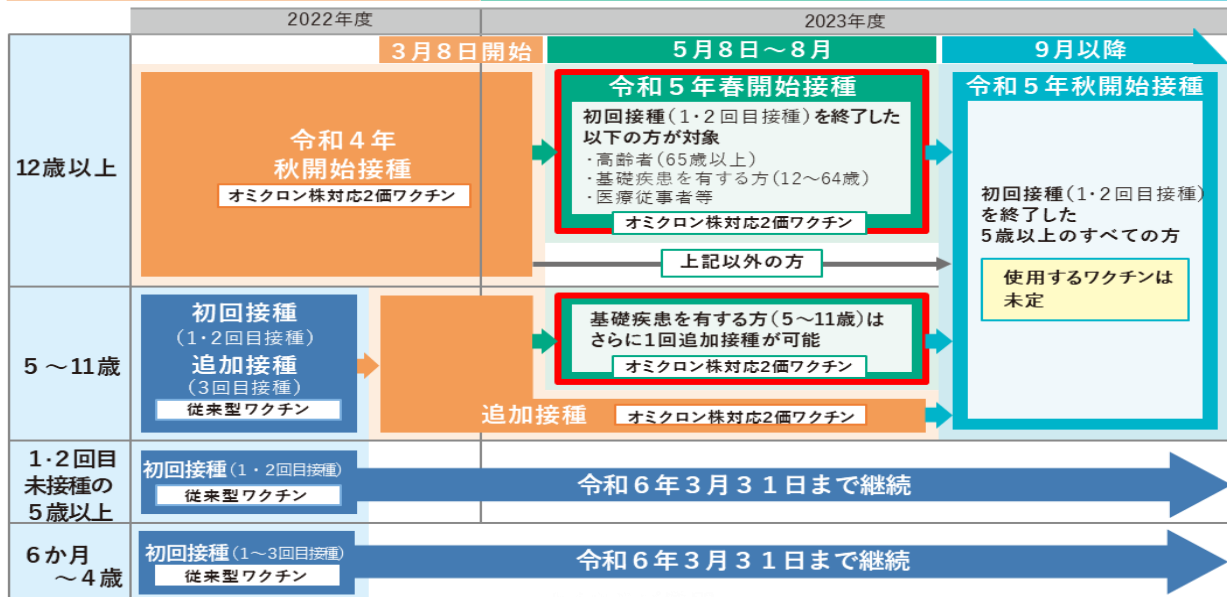 2022年度
2023年度
3月8日開始
5月8日～8月
9月以降
12歳以上
令和4年
秋開始接種
オミクロン株対応2価ワクチン
令和5年春開始接種
初回接種(1・2回目接種)を終了した
以下の方が対象
・高齢者(65歳以上)
・基礎疾患を有する方(12～64歳)
・医療従事者等
オミクロン株対応2価ワクチン
上記以外の方
令和5年秋開始接種
初回接種(1・2回目接種)
を終了した
5歳以上のすべての方
使用するワクチンは
未定
5～11歳
初回接種
(1・2回目接種)
追加接種
(3回目接種)
従来型ワクチン
基礎疾患を有する方(5～11歳)は
さらに1回追加接種が可能
オミクロン株対応2価ワクチン
追加接種
オミクロン株対応2価ワクチン
1・2回目
未接種の
5歳以上
初回接種(1・2回目接種)
従来型ワクチン
令和6年3月31日まで継続
6か月
～4歳
初回接種(1～3回目接種)
従来型ワクチン
令和6年3月31日まで継続